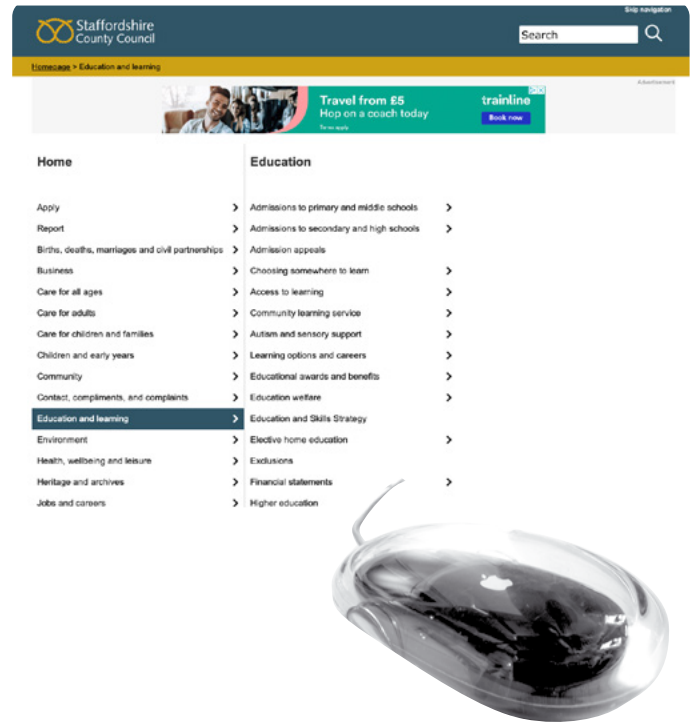 Skip navigation
Staffordshire
County Council
Search
Homepage > Education and learning
Advertisement
Travel from £5
Hop on a coach today
Ts+cs apply
trainline
Book now
Home
Education
Apply
Report
Births, deaths, marriages and civil partnerships
Business
Care for all ages
Care for adults
Care for children and families
Children and early years
Community
Contact, compliments, and complaints
Education and learning
Environment
Health, wellbeing and leisure
Heritage and archives
Jobs and careers
Admissions to primary and middle schools
Admissions to secondary and high schools
Admission appeals
Choosing somewhere to learn
Access to learning
Community learning service
Autism and sensory support
Learning options and careers
Educational awards and benefits
Education welfare
Education and Skills Strategy
Elective home education
Exclusions
Financial statements
Higher education